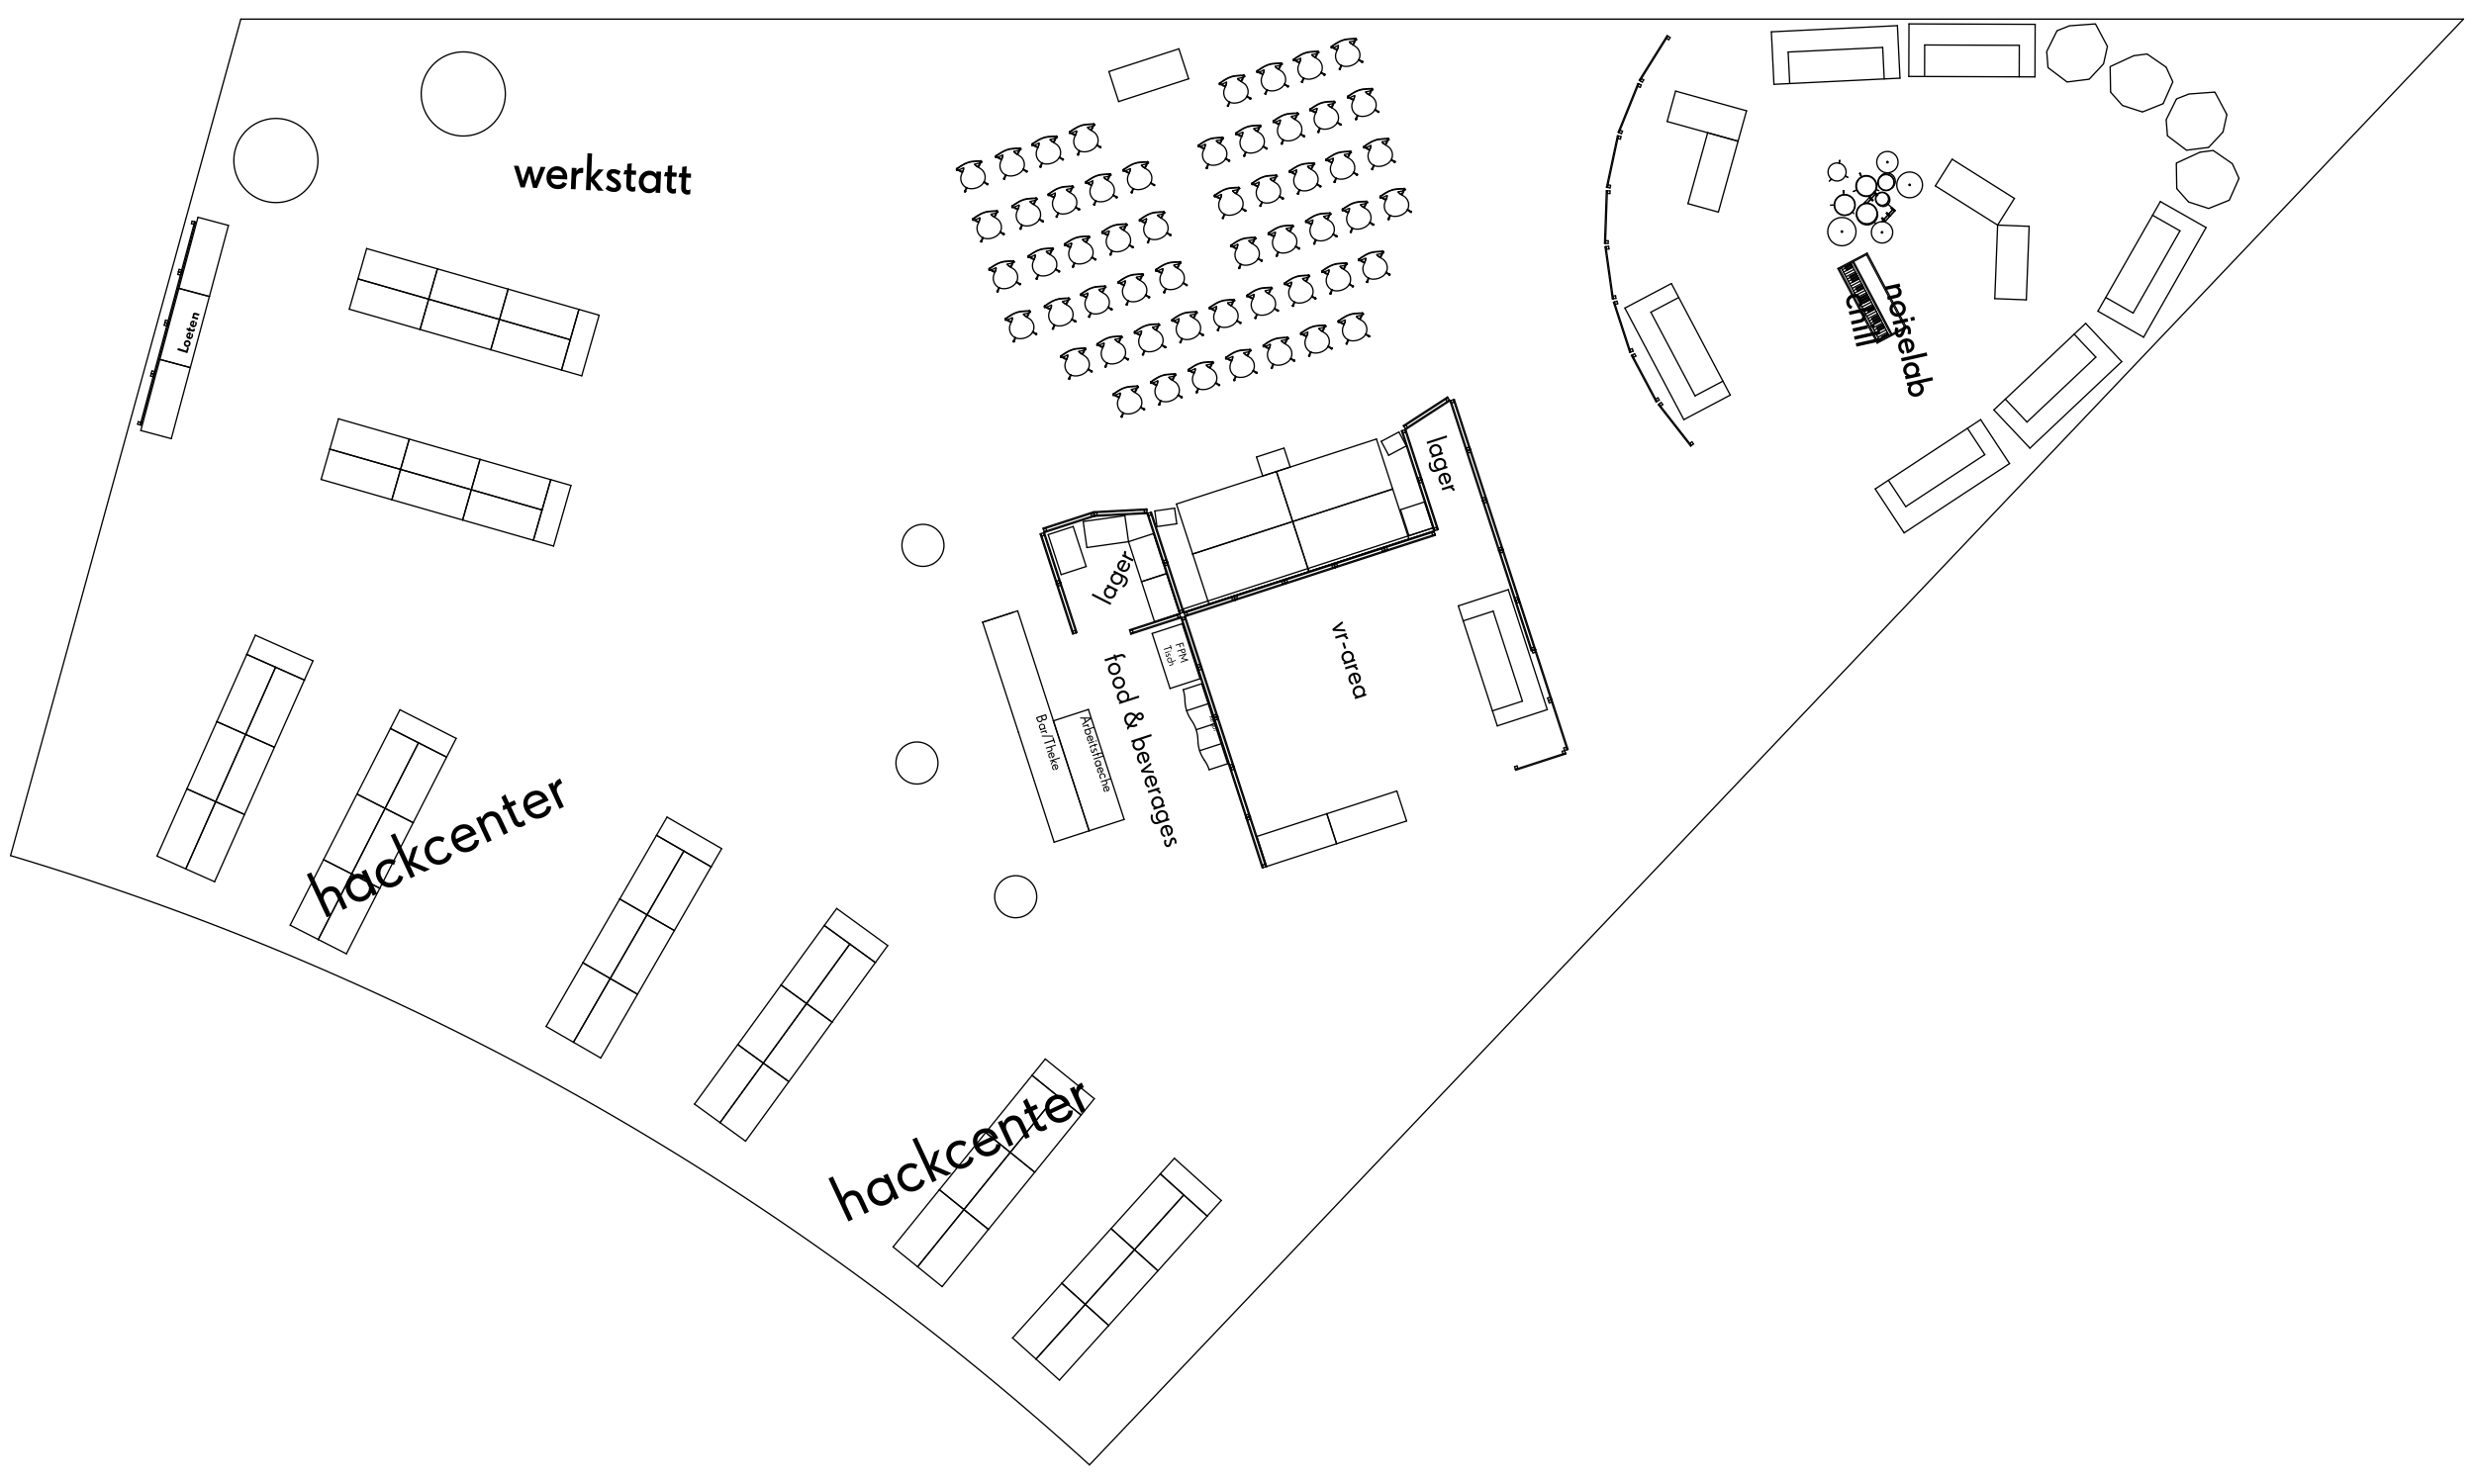 werkstatt
Loeten
noiselab
chill
lager
lager
vr-area
FPM
Tisch
food & beverages
Bar/Theke
Arbeitsflaeche
hackcenter
hackcenter